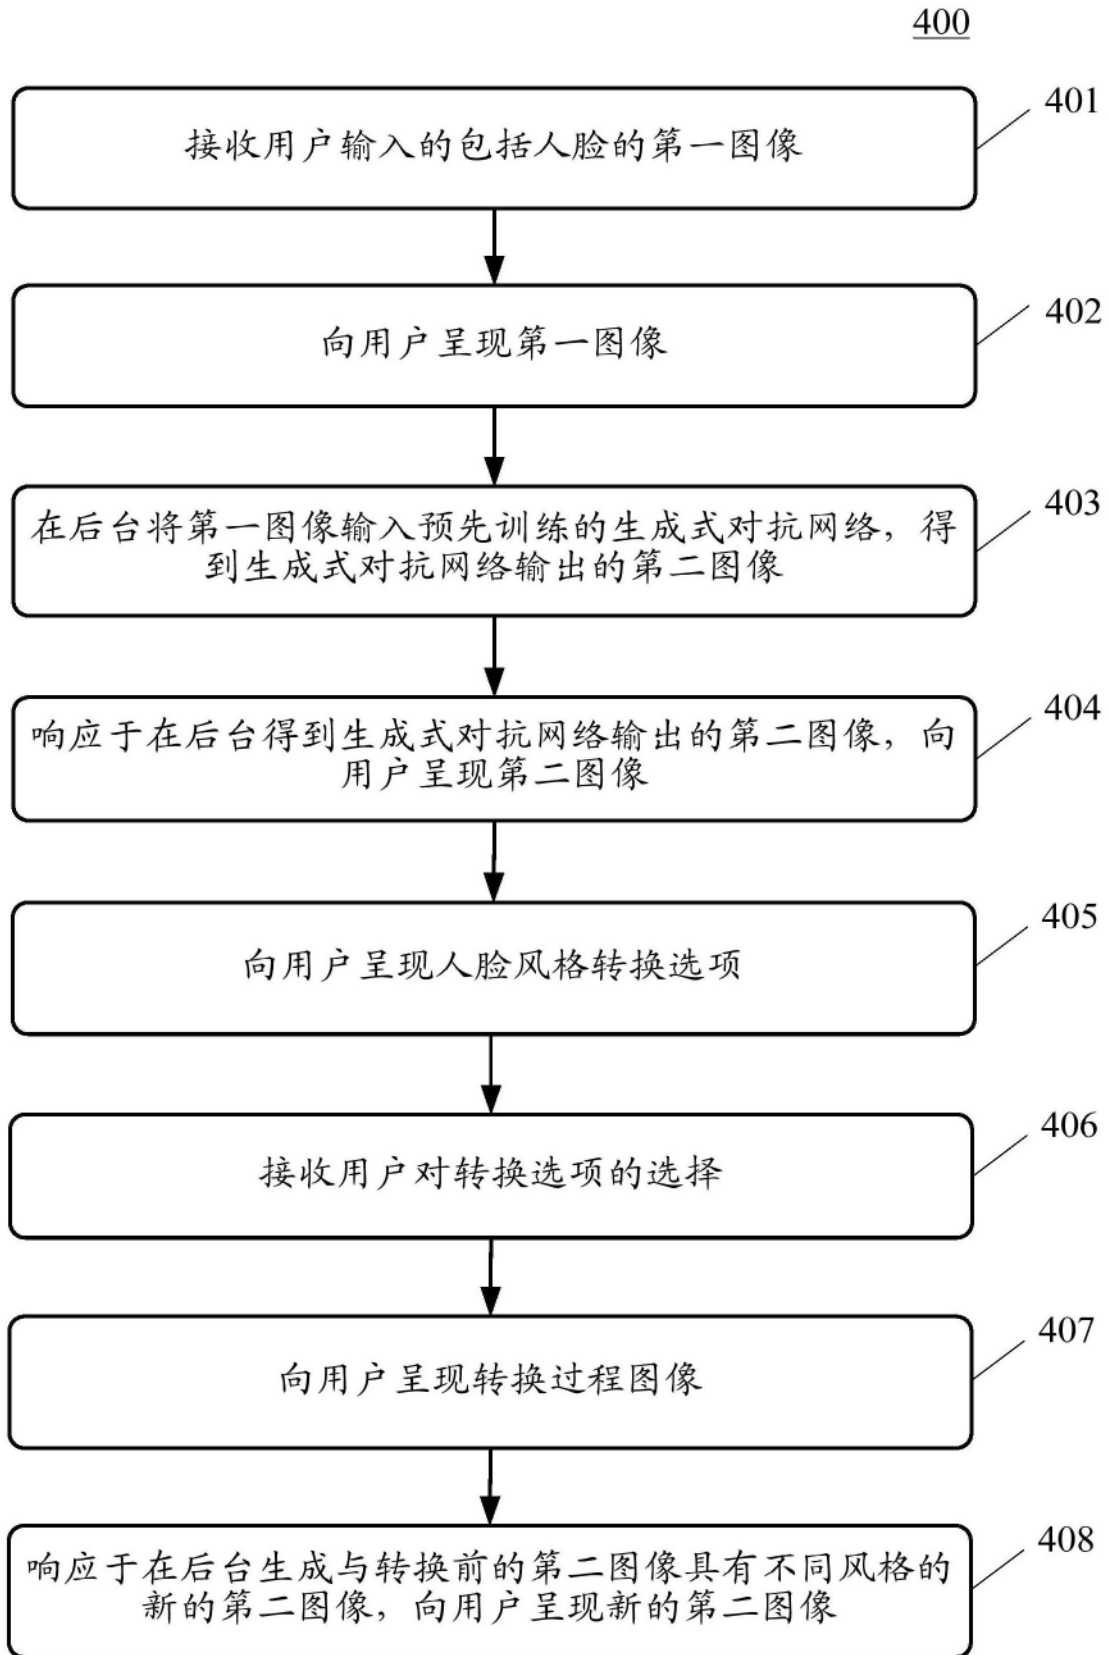 400
接收用户输入的包括人脸的第一图像
401
向用户呈现第一图像
402
在后台将第一图像输入预先训练的生成式对抗网络，得
到生成式对抗网络输出的第二图像
403
响应于在后台得到生成式对抗网络输出的第二图像，向
用户呈现第二图像
404
向用户呈现人脸风格转换选项
405
接收用户对转换选项的选择
406
向用户呈现转换过程图像
407
响应于在后台生成与转换前的第二图像具有不同风格的
新的第二图像，向用户呈现新的第二图像
408